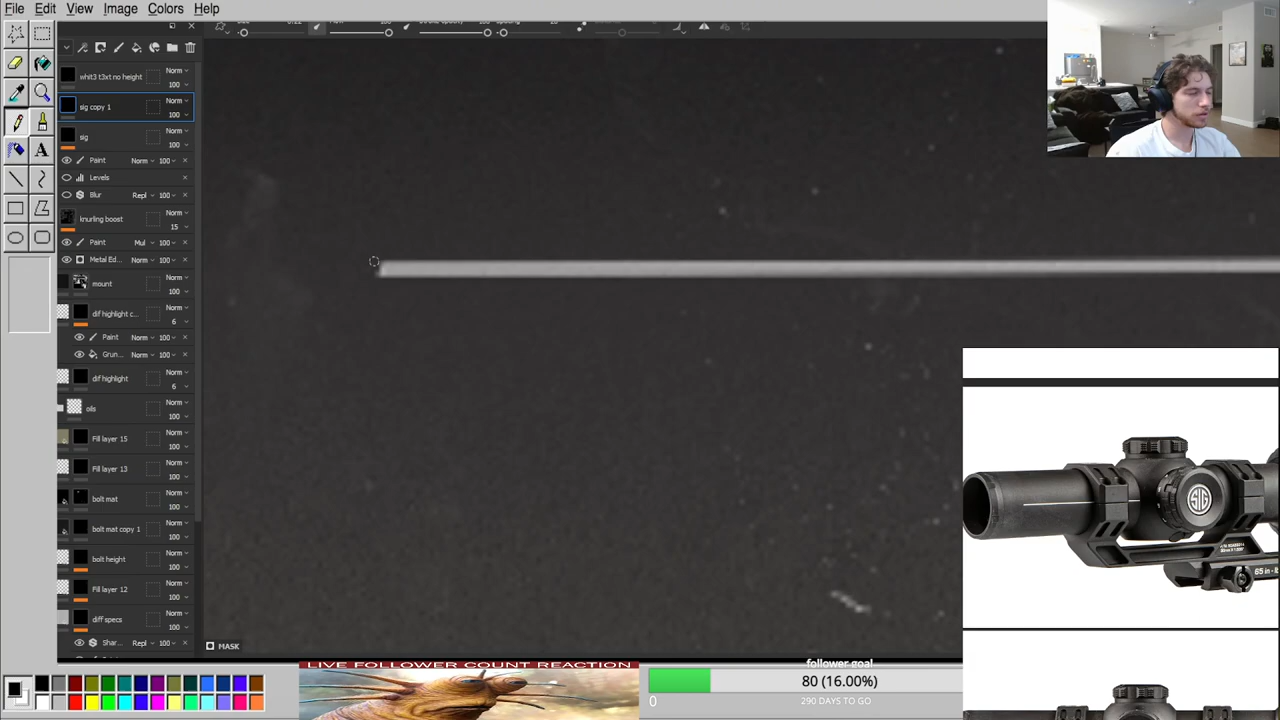 File Edit View Image Colors Help
whit3 t3xt no height Norm
100
sig copy 1 Norm
100
sig Norm
100
Paint Norm 100
Levels
Blur Repl 100
knurling boost Norm
15
Paint Mul 100
Metal Ed... Norm 100
mount Norm
100
dif highlight c... Norm
6
Paint Norm 100
Grun... Norm 100
dif highlight Norm
6
oils Norm
100
Fill layer 15 Norm
100
Fill layer 13 Norm
100
bolt mat Norm
100
bolt mat copy 1 Norm
100
bolt height Norm
100
Fill layer 12 Norm
100
diff specs Norm
100
Shar... Repl 100
MASK
SIG
65 in-
LIVE FOLLOWER COUNT REACTION
follower goal
80 (16.00%)
0
290 DAYS TO GO